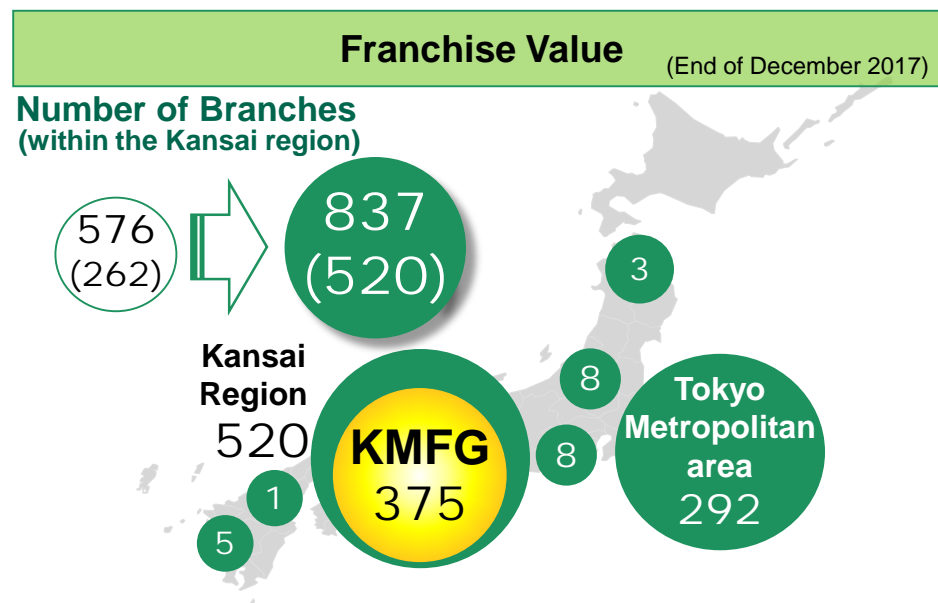 Franchise Value
(End of December 2017)
Number of Branches
(within the Kansai region)
576
(262)
837
(520)
3
Kansai
Region
520
KMFG
375
8
8
Tokyo
Metropolitan
area
292
1
5